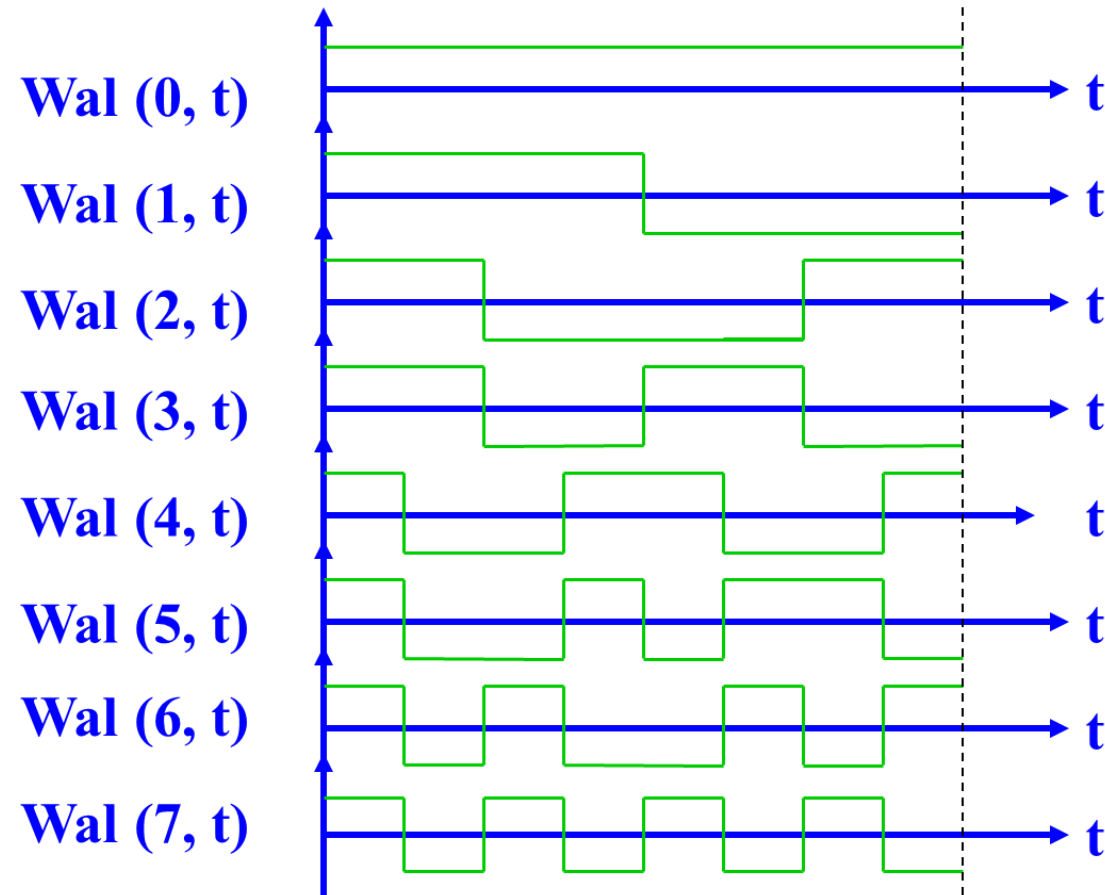 Wal (0, t) t
Wal (1, t) t
Wal (2, t) t
Wal (3, t) t
Wal (4, t) t
Wal (5, t) t
Wal (6, t) t
Wal (7, t) t